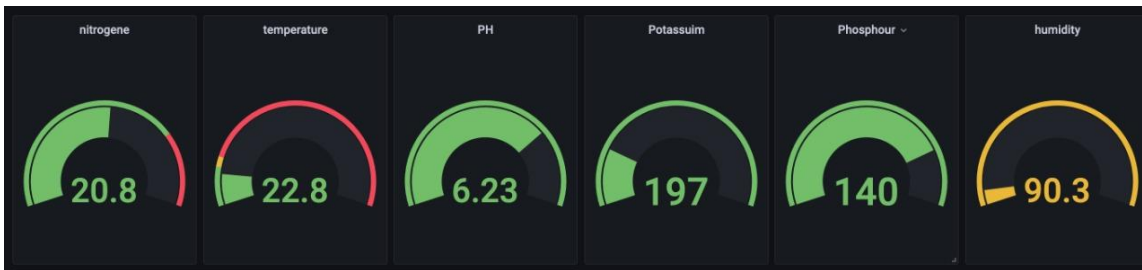 nitrogene
temperature
PH
Potassuim
Phosphour
humidity
20.8
22.8
6.23
197
140
90.3